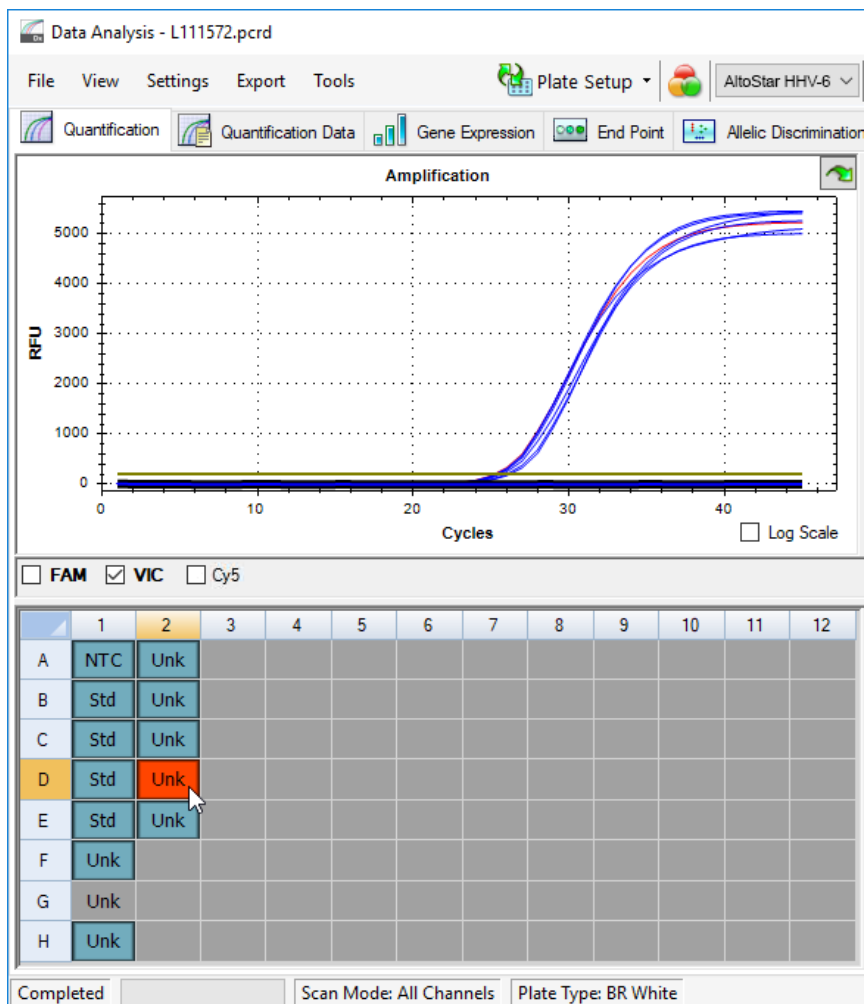 Data Analysis - L111572.pcrd
File View Settings Export Tools Plate Setup AltoStar HHV-6
Quantification Quantification Data Gene Expression End Point Allelic Discrimination
Amplification
5000
4000
3000
2000
1000
0
RFU
0 10 20 30 40
Cycles
Log Scale
FAM VIC Cy5
1 2 3 4 5 6 7 8 9 10 11 12
A NTC Unk
B Std Unk
C Std Unk
D Std Unk
E Std Unk
F Unk
G Unk
H Unk
Completed Scan Mode: All Channels Plate Type: BR White